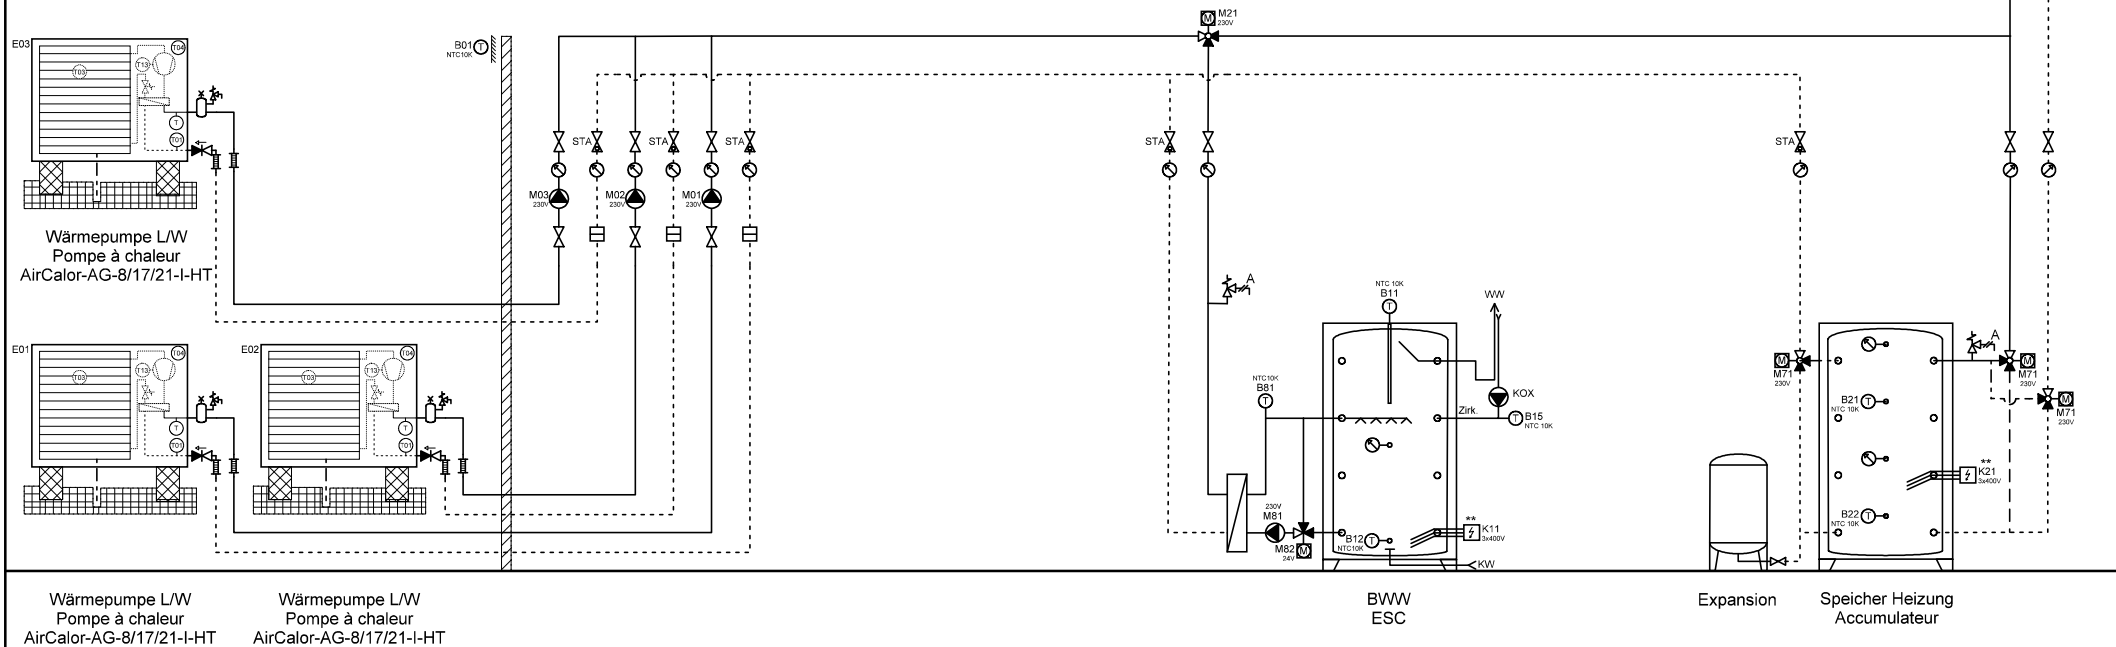 M21
230V
E03
T04
T03
T13
T
T01
B01
T
NTC10K
STA
STA
STA
STA
STA
M03
230V
M02
230V
M01
230V
Wärmepumpe L/W
Pompe à chaleur
AirCalor-AG-8/17/21-I-HT
A
NTC 10K
B11
T
WW
E01
T04
T03
T13
T
T01
E02
T04
T03
T13
T
T01
NTC10K
B81
T
KOX
Zirk.
T
B15
NTC 10K
M
M71
230V
A
M
M71
230V
M
M71
230V
B21
T
NTC 10K
**
K21
3x400V
B22
T
NTC 10K
230V
M81
M82
24V
M
B12
T
NTC10K
**
K11
3x400V
KW
Wärmepumpe L/W
Pompe à chaleur
AirCalor-AG-8/17/21-I-HT
Wärmepumpe L/W
Pompe à chaleur
AirCalor-AG-8/17/21-I-HT
BWW
ESC
Expansion
Speicher Heizung
Accumulateur